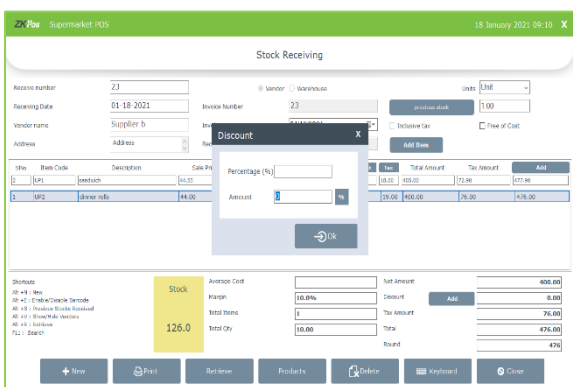 ZKPos Supermarket POS 18 January 2021 09:10 X
Stock Receiving
Receive number 23 Vendor Warehouse Units Unit
Receiving Date 01-18-2021 Invoice Number 23 previous stock 1.00
Vendor name Supplier b Inclusive tax Free of Cost
Address Address Add Item
Discount X
Percentage (%)
Amount 0 %
Ok
SNo Item Code Description Tax Total Amount Tax Amount Add
2 UP1 sandwich 44.55 18.00 405.00 72.90 477.90
1 UP2 dinner rolls 44.00 19.00 400.00 76.00 476.00
Shortcuts
Alt +N : New
Alt +E : Enable/Disable Barcode
Alt +S : Previous Stocks Received
Alt +V : Show/Hide Vendors
Alt +R : Retrieve
F11 : Search
Stock
126.0
Average Cost
Margin 10.0%
Total Items 1
Total Qty 10.00
Net Amount 400.00
Discount Add 0.00
Tax Amount 76.00
Total 476.00
Round 476
New Print Retrieve Products Delete Keyboard Close